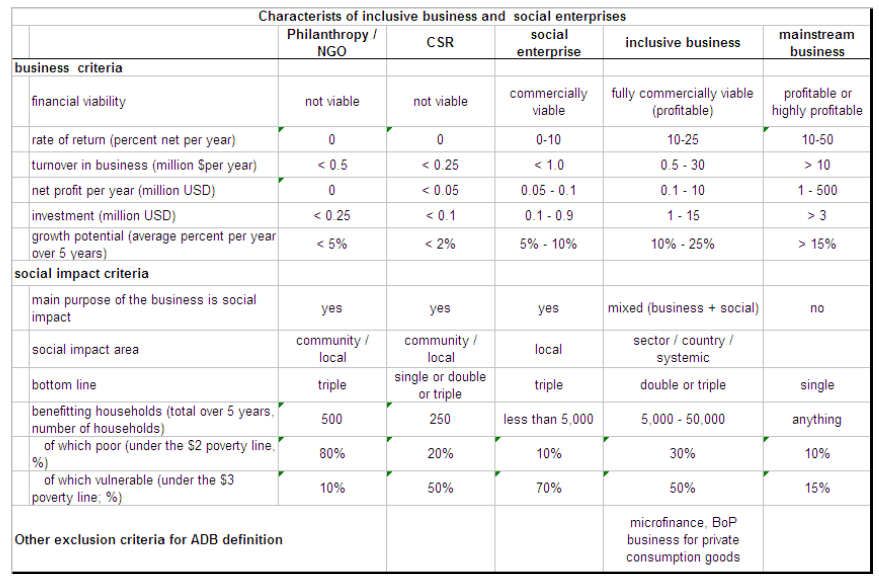 Characterists of inclusive business and social enterprises
Philanthropy / NGO CSR social enterprise inclusive business mainstream business
business criteria
financial viability not viable not viable commercially viable fully commercially viable (profitable) profitable or highly profitable
rate of return (percent net per year) 0 0 0-10 10-25 10-50
turnover in business (million $per year) < 0.5 < 0.25 < 1.0 0.5 - 30 > 10
net profit per year (million USD) 0 < 0.05 0.05 - 0.1 0.1 - 10 1 - 500
investment (million USD) < 0.25 < 0.1 0.1 - 0.9 1 - 15 > 3
growth potential (average percent per year over 5 years) < 5% < 2% 5% - 10% 10% - 25% > 15%
social impact criteria
main purpose of the business is social impact yes yes yes mixed (business + social) no
social impact area community / local community / local local sector / country / systemic
bottom line triple single or double or triple triple double or triple single
benefitting households (total over 5 years, number of households) 500 250 less than 5,000 5,000 - 50,000 anything
of which poor (under the $2 poverty line, %) 80% 20% 10% 30% 10%
of which vulnerable (under the $3 poverty line; %) 10% 50% 70% 50% 15%
Other exclusion criteria for ADB definition microfinance, BoP business for private consumption goods